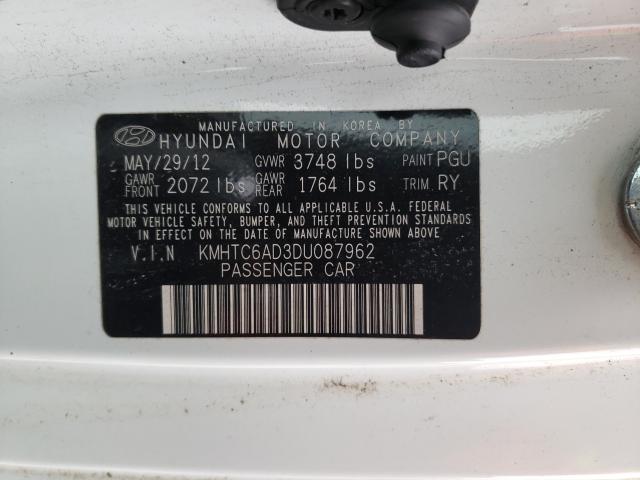 MANUFACTURED IN KOREA BY
HYUNDAI MOTOR COMPANY
MAY/29/12 GVWR 3748 lbs PAINT PGU
GAWR FRONT 2072 lbs GAWR REAR 1764 lbs TRIM RY
THIS VEHICLE CONFORMS TO ALL APPLICABLE U.S.A. FEDERAL
MOTOR VEHICLE SAFETY, BUMPER, AND THEFT PREVENTION STANDARDS
IN EFFECT ON THE DATE OF MANUFACTURE SHOWN ABOVE
V.I.N KMHTC6AD3DU087962
PASSENGER CAR